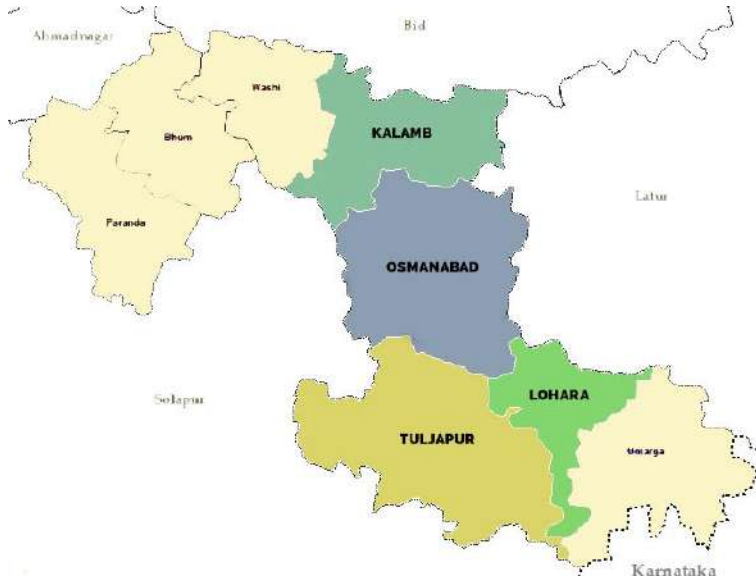 Bid
Ahmadnagar
Washi
KALAMB
Bhum
Latur
Paranda
OSMANABAD
Solapur
LOHARA
TULJAPUR
Umarga
Karnataka